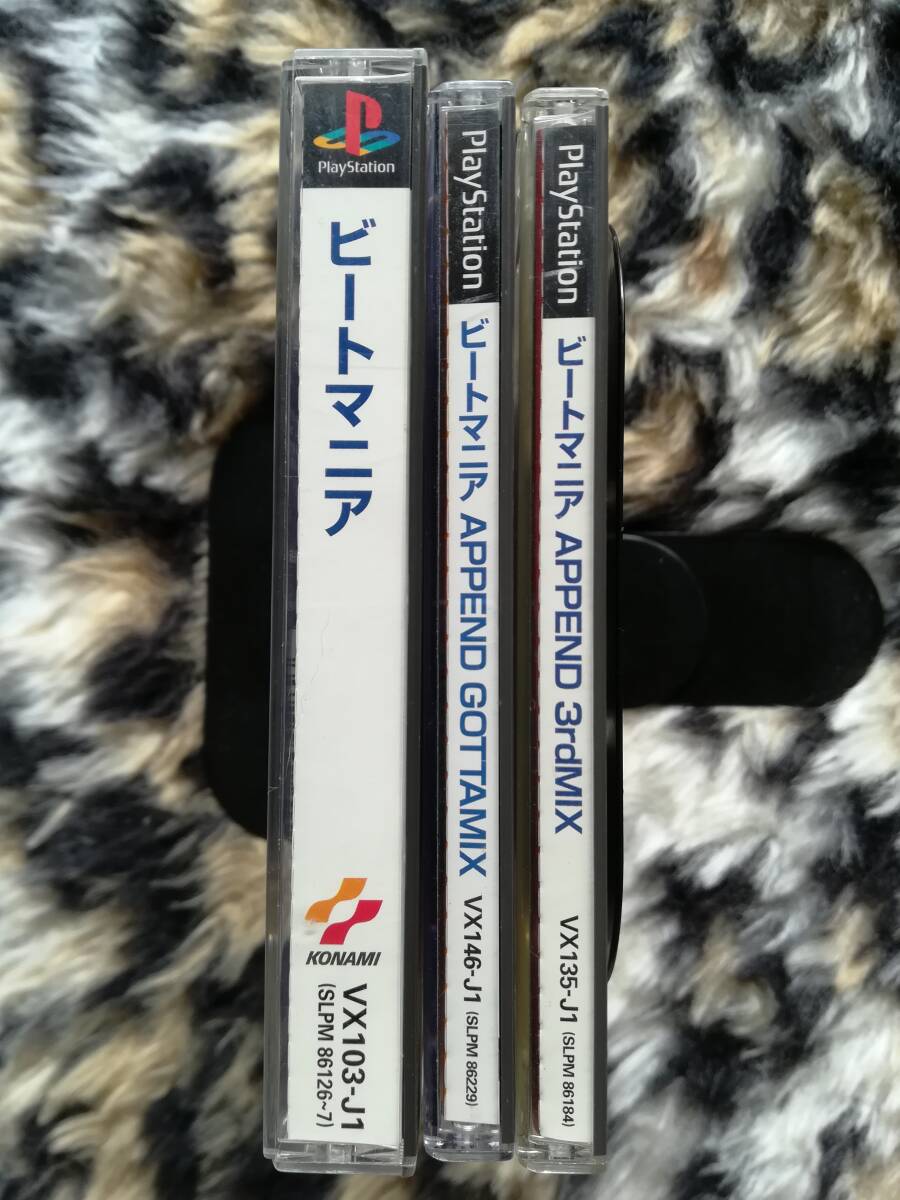 PlayStation
ビートマニア
KONAMI
VX103-J1
(SLPM 86126~7)
PlayStation
ビートマニア APPEND GOTTAMIX
VX146-J1 (SLPM 86229)
PlayStation
ビートマニア APPEND 3rdMIX
VX135-J1 (SLPM 86184)